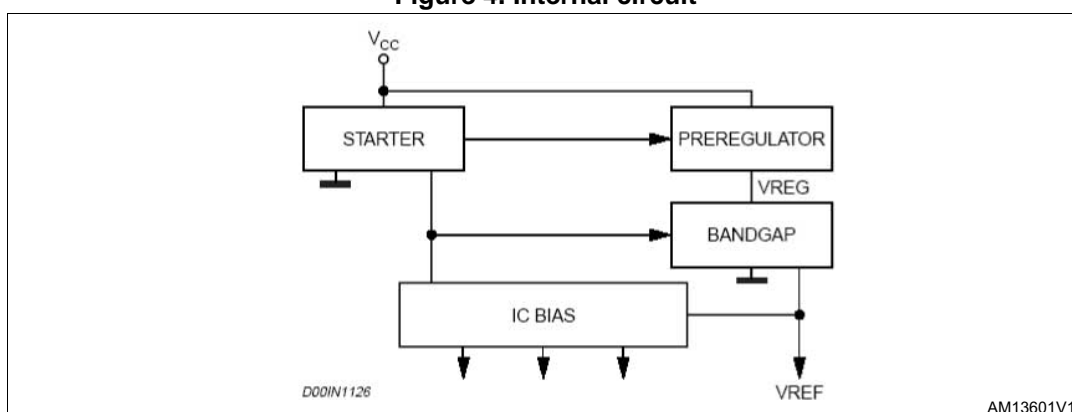 Figure 4. Internal circuit
VCC
STARTER
PREREGULATOR
VREG
BANDGAP
IC BIAS
D00IN1126
VREF
AM13601V1